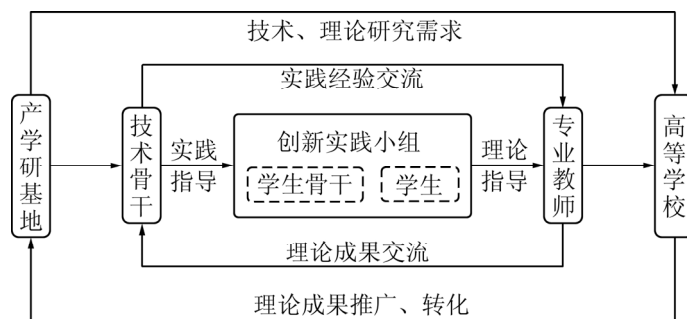 技术、理论研究需求
实践经验交流
产学研基地
技术骨干
实践
指导
创新实践小组
学生骨干
学生
理论
指导
专业教师
高等学校
理论成果交流
理论成果推广、转化